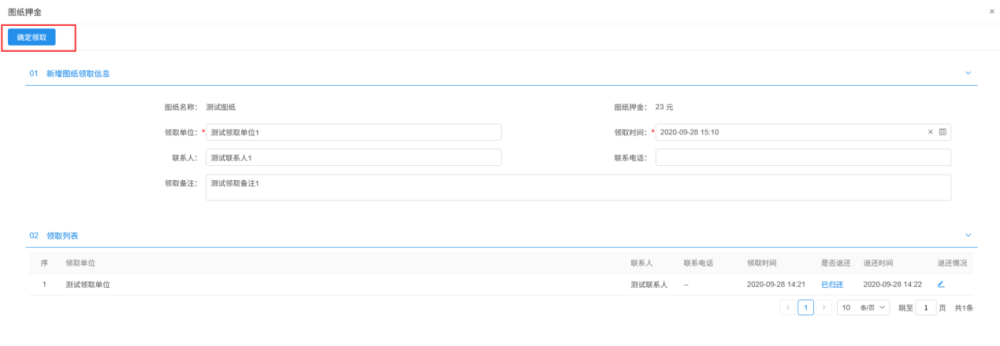 图纸押金 ×
确定领取
01 新增图纸领取信息
图纸名称： 测试图纸 图纸押金： 23 元
领取单位：* 测试领取单位1 领取时间：* 2020-09-28 15:10 ×
联系人： 测试联系人1 联系电话：
领取备注： 测试领取备注1
02 领取列表
序 领取单位 联系人 联系电话 领取时间 是否退还 退还时间 退还情况
1 测试领取单位 测试联系人 -- 2020-09-28 14:21 已归还 2020-09-28 14:22
< 1 > 10 条/页 跳至 1 页 共1条